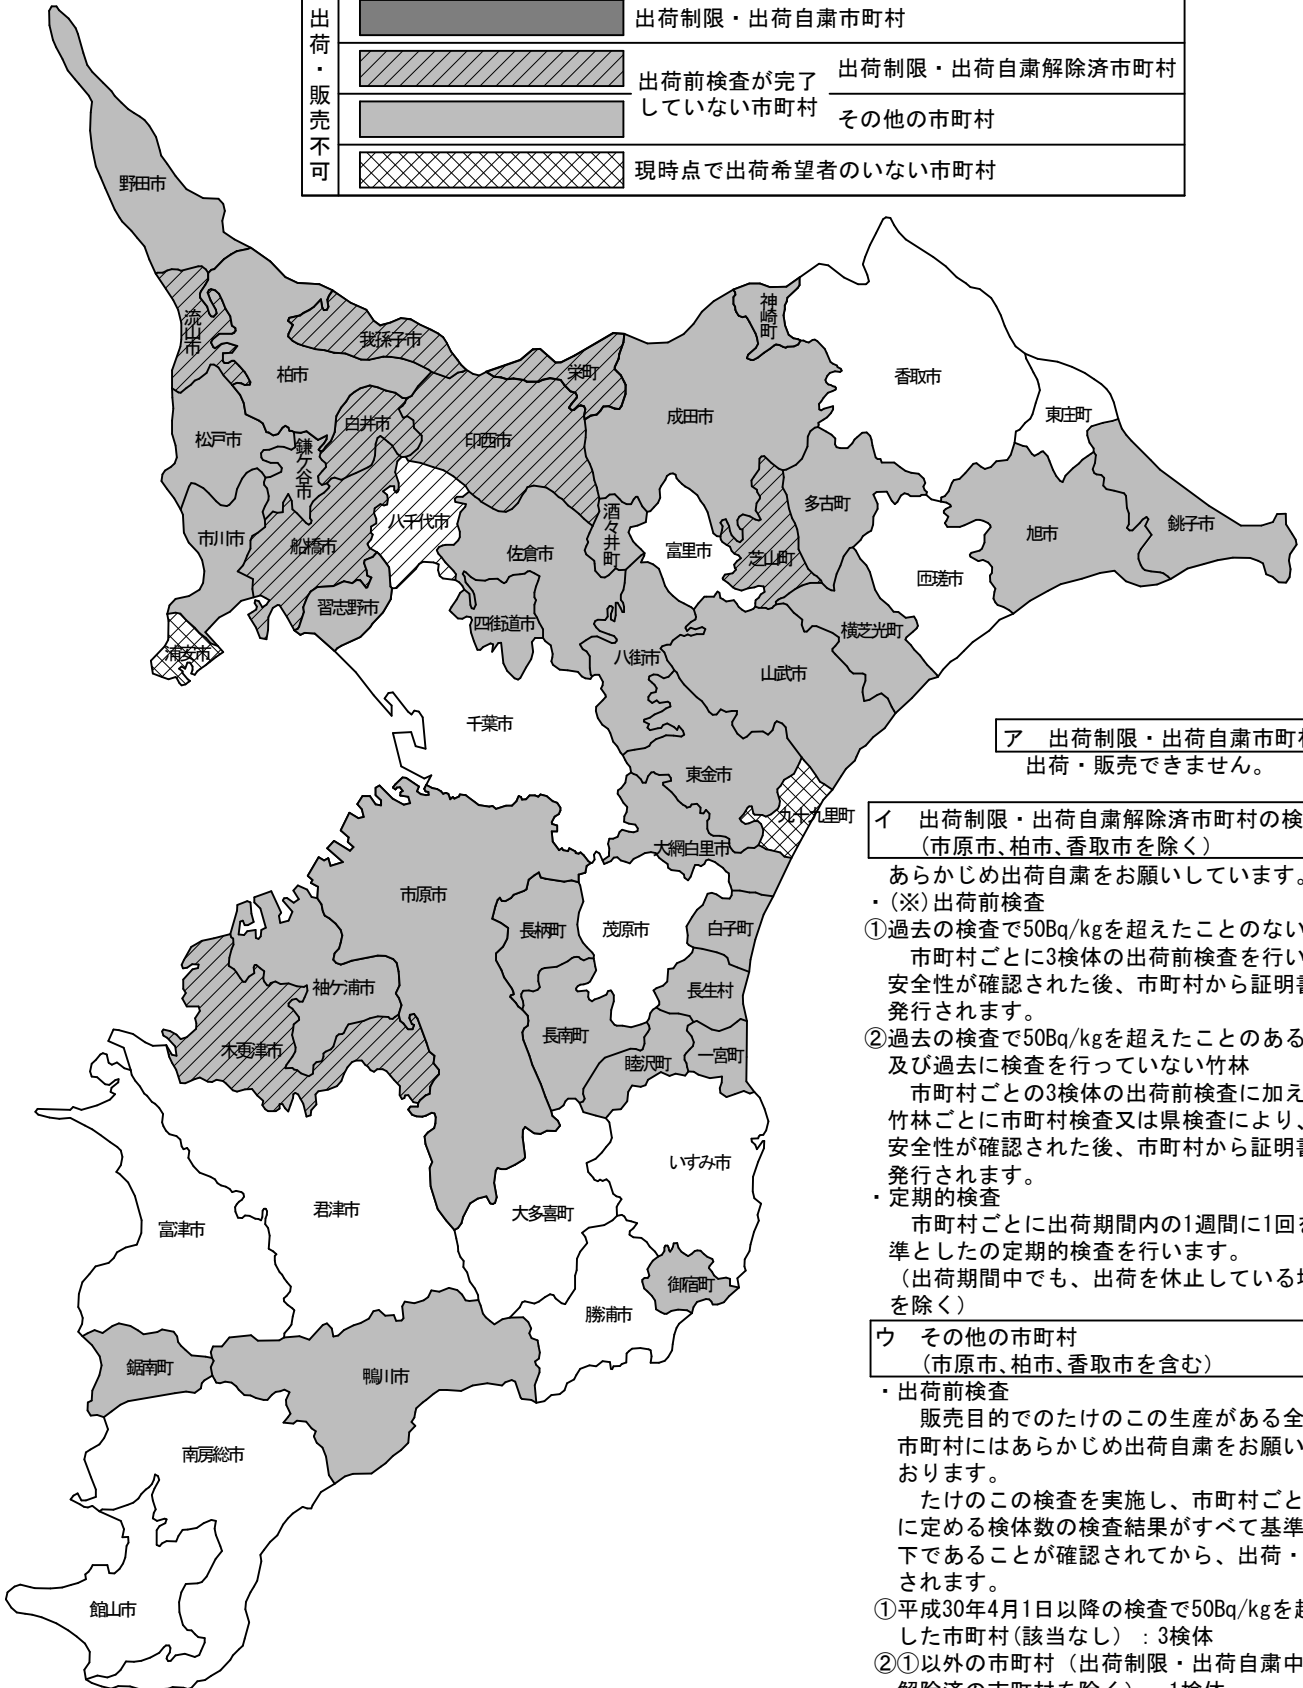 出荷・販売不可
出荷制限・出荷自粛市町村
出荷前検査が完了
していない市町村
出荷制限・出荷自粛解除済市町村
その他の市町村
現時点で出荷希望者のいない市町村
野田市
流山市
我孫子市
柏市
栄町
神崎町
香取市
成田市
東庄町
松戸市
鎌ケ谷市
白井市
印西市
市川市
船橋市
八千代市
佐倉市
酒々井町
富里市
芝山町
多古町
匝瑳市
旭市
銚子市
習志野市
四街道市
浦安市
八街市
山武市
横芝光町
千葉市
東金市
九十九里町
大網白里市
市原市
長柄町
茂原市
白子町
袖ケ浦市
長生村
木更津市
長南町
睦沢町
一宮町
いすみ市
富津市
君津市
大多喜町
御宿町
勝浦市
鋸南町
鴨川市
南房総市
館山市
ア 出荷制限・出荷自粛市町村
出荷・販売できません。
イ 出荷制限・出荷自粛解除済市町村の検
(市原市、柏市、香取市を除く)
あらかじめ出荷自粛をお願いしています。
・(※)出荷前検査
①過去の検査で50Bq/kgを超えたことのない
市町村ごとに3検体の出荷前検査を行い
安全性が確認された後、市町村から証明書
発行されます。
②過去の検査で50Bq/kgを超えたことのある
及び過去に検査を行っていない竹林
市町村ごとの3検体の出荷前検査に加え
竹林ごとに市町村検査又は県検査により、
安全性が確認された後、市町村から証明書
発行されます。
・定期的検査
市町村ごとに出荷期間内の1週間に1回を
準としたの定期的検査を行います。
(出荷期間中でも、出荷を休止している場
を除く)
ウ その他の市町村
(市原市、柏市、香取市を含む)
・出荷前検査
販売目的でのたけのこの生産がある全
市町村にはあらかじめ出荷自粛をお願い
おります。
たけのこの検査を実施し、市町村ごと
に定める検体数の検査結果がすべて基準
下であることが確認されてから、出荷・
されます。
①平成30年4月1日以降の検査で50Bq/kgを超
した市町村(該当なし) : 3検体
②①以外の市町村（出荷制限・出荷自粛中
解除済の市町村を除く）：1検体